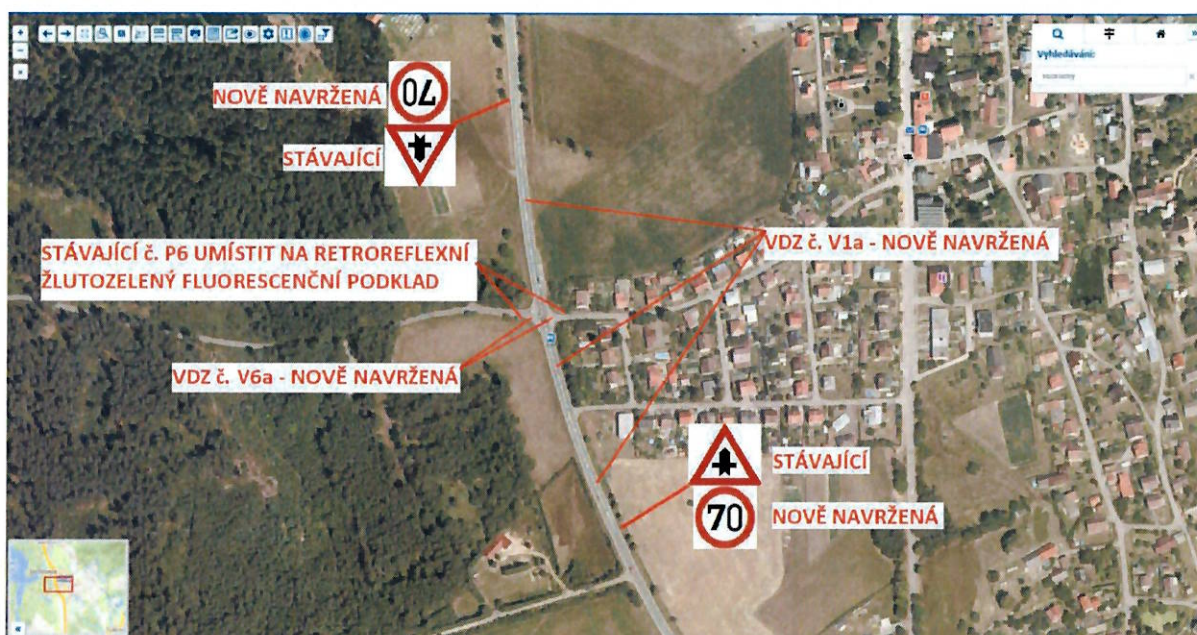 Vyhledávání:
NOVĚ NAVRŽENÁ
70
STÁVAJÍCÍ
STÁVAJÍCÍ č. P6 UMÍSTIT NA RETROREFLEXNÍ
ŽLUTOZELENÝ FLUORESCENČNÍ PODKLAD
VDZ č. V1a - NOVĚ NAVRŽENÁ
VDZ č. V6a - NOVĚ NAVRŽENÁ
STÁVAJÍCÍ
70
NOVĚ NAVRŽENÁ